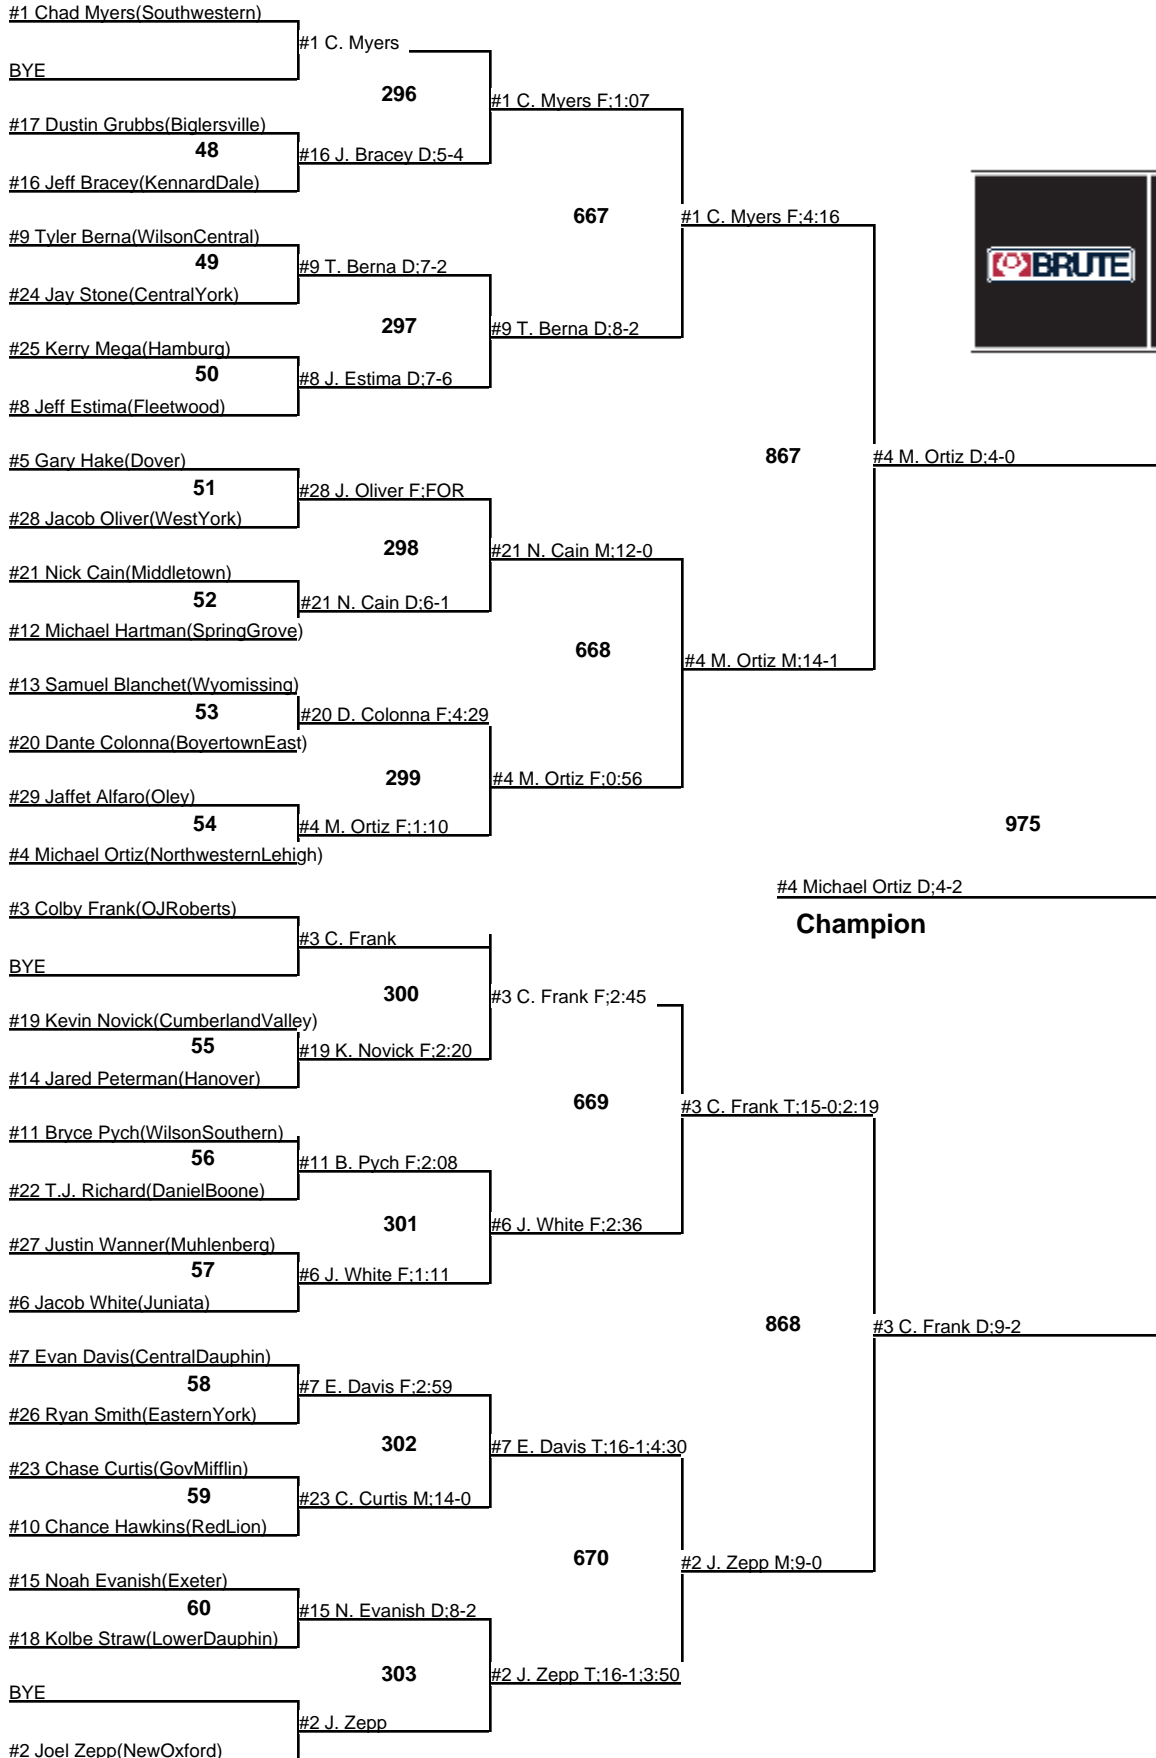 #1 Chad Myers(Southwestern)
#1 C. Myers
BYE
296
#1 C. Myers F;1:07
#17 Dustin Grubbs(Biglersville)
48
#16 J. Bracey D;5-4
#16 Jeff Bracey(KennardDale)
667
#1 C. Myers F;4:16
#9 Tyler Berna(WilsonCentral)
49
#9 T. Berna D;7-2
#24 Jay Stone(CentralYork)
297
#9 T. Berna D;8-2
#25 Kerry Mega(Hamburg)
50
#8 J. Estima D;7-6
#8 Jeff Estima(Fleetwood)
BRUTE
867
#4 M. Ortiz D;4-0
#5 Gary Hake(Dover)
51
#28 J. Oliver F;FOR
#28 Jacob Oliver(WestYork)
298
#21 N. Cain M;12-0
#21 Nick Cain(Middletown)
52
#21 N. Cain D;6-1
#12 Michael Hartman(SpringGrove)
668
#4 M. Ortiz M;14-1
#13 Samuel Blanchet(Wyomissing)
53
#20 D. Colonna F;4:29
#20 Dante Colonna(BoyertownEast)
299
#4 M. Ortiz F;0:56
#29 Jaffet Alfaro(Oley)
54
#4 M. Ortiz F;1:10
#4 Michael Ortiz(NorthwesternLehigh)
975
#4 Michael Ortiz D;4-2
Champion
#3 Colby Frank(OJRoberts)
#3 C. Frank
BYE
300
#3 C. Frank F;2:45
#19 Kevin Novick(CumberlandValley)
55
#19 K. Novick F;2:20
#14 Jared Peterman(Hanover)
669
#3 C. Frank T;15-0;2:19
#11 Bryce Pych(WilsonSouthern)
56
#11 B. Pych F;2:08
#22 T.J. Richard(DanielBoone)
301
#6 J. White F;2:36
#27 Justin Wanner(Muhlenberg)
57
#6 J. White F;1:11
#6 Jacob White(Juniata)
868
#3 C. Frank D;9-2
#7 Evan Davis(CentralDauphin)
58
#7 E. Davis F;2:59
#26 Ryan Smith(EasternYork)
302
#7 E. Davis T;16-1;4:30
#23 Chase Curtis(GovMifflin)
59
#23 C. Curtis M;14-0
#10 Chance Hawkins(RedLion)
670
#2 J. Zepp M;9-0
#15 Noah Evanish(Exeter)
60
#15 N. Evanish D;8-2
#18 Kolbe Straw(LowerDauphin)
303
#2 J. Zepp T;16-1;3:50
BYE
#2 J. Zepp
#2 Joel Zepp(NewOxford)